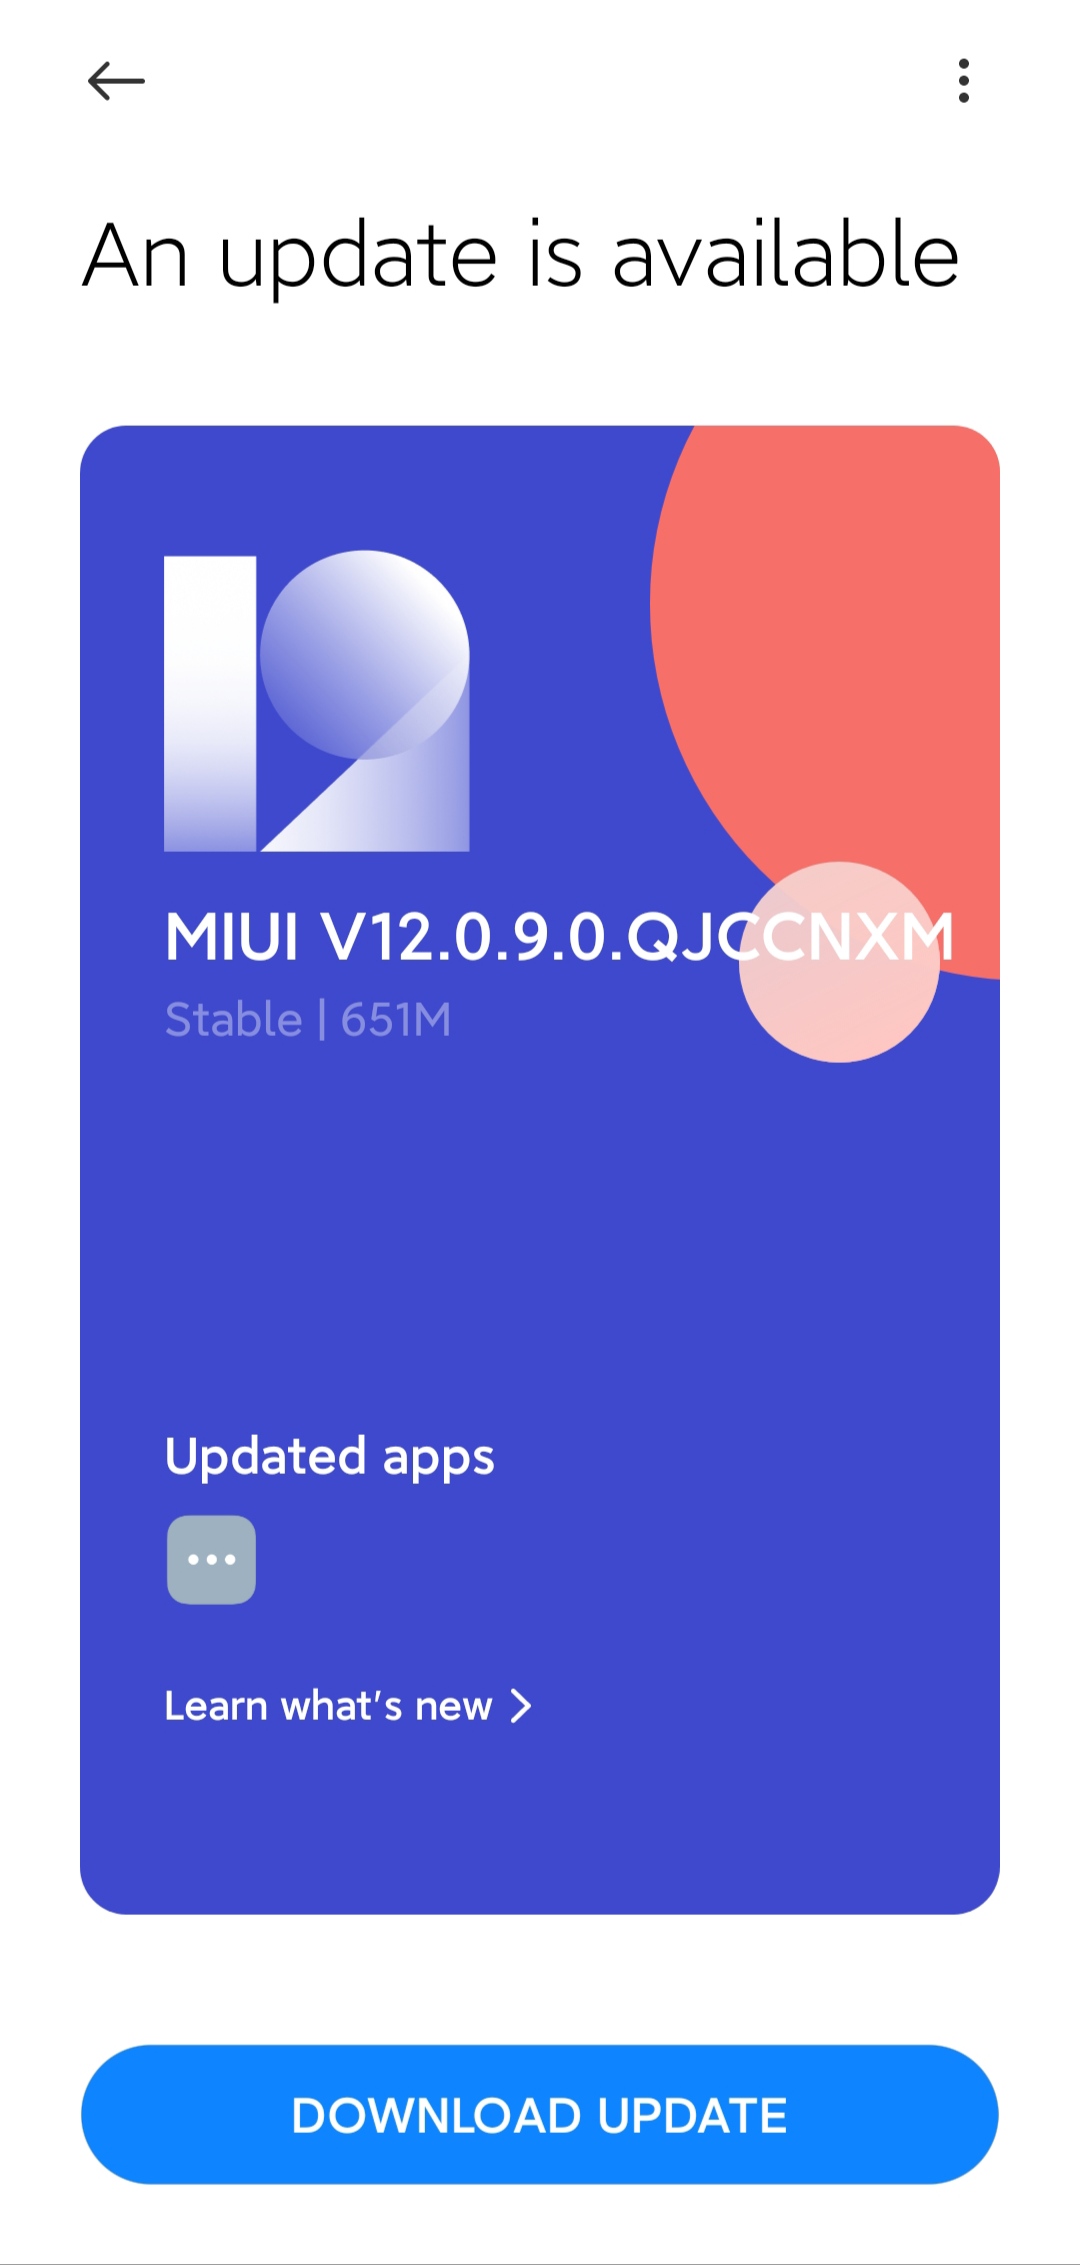 An update is available
12
MIUI V12.0.9.0.QJCCNXM
Stable | 651M
Updated apps
Learn what's new
DOWNLOAD UPDATE